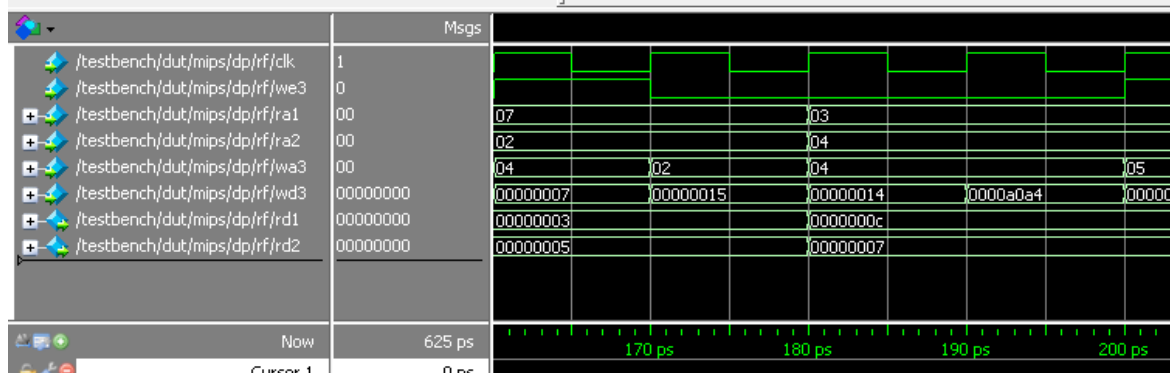 Msgs
/testbench/dut/mips/dp/rf/clk 1
/testbench/dut/mips/dp/rf/we3 0
/testbench/dut/mips/dp/rf/ra1 00 07 03
/testbench/dut/mips/dp/rf/ra2 00 02 04
/testbench/dut/mips/dp/rf/wa3 00 04 02 04 05
/testbench/dut/mips/dp/rf/wd3 00000000 00000007 00000015 00000014 0000a0a4 00000
/testbench/dut/mips/dp/rf/rd1 00000000 00000003 0000000c
/testbench/dut/mips/dp/rf/rd2 00000000 00000005 00000007
Now 625 ps 170 ps 180 ps 190 ps 200 ps
Cursor 1 0 ps